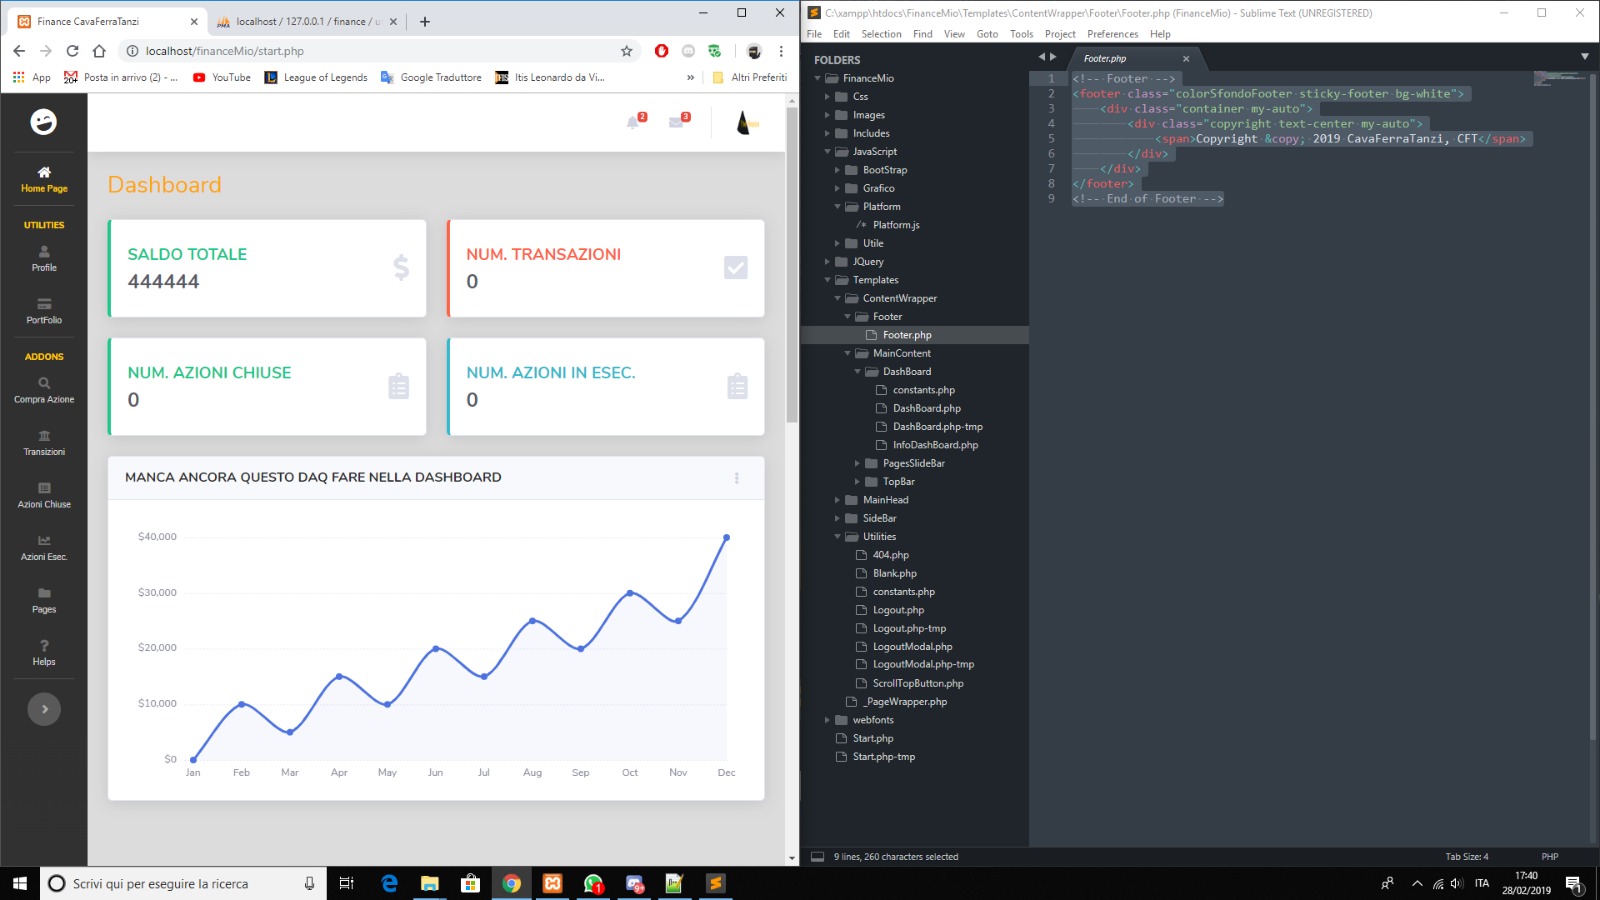 Finance CavaFerraTanzi
localhost / 127.0.0.1 / finance / u
localhost/financeMio/start.php
App
Posta in arrivo (2) - ...
YouTube
League of Legends
Google Traduttore
Itis Leonardo da Vi...
»
Altri Preferiti
2
3
Home Page
UTILITIES
Profile
PortFolio
ADDONS
Compra Azione
Transizioni
Azioni Chiuse
Azioni Esec.
Pages
Helps
Dashboard
SALDO TOTALE
444444
NUM. TRANSAZIONI
0
NUM. AZIONI CHIUSE
0
NUM. AZIONI IN ESEC.
0
MANCA ANCORA QUESTO DAQ FARE NELLA DASHBOARD
$40,000
$30,000
$20,000
$10,000
$0
Jan Feb Mar Apr May Jun Jul Aug Sep Oct Nov Dec
C:\xampp\htdocs\FinanceMio\Templates\ContentWrapper\Footer\Footer.php (FinanceMio) - Sublime Text (UNREGISTERED)
File Edit Selection Find View Goto Tools Project Preferences Help
FOLDERS
FinanceMio
Css
Images
Includes
JavaScript
BootStrap
Grafico
Platform
/* Platform.js
Utile
JQuery
Templates
ContentWrapper
Footer
Footer.php
MainContent
DashBoard
constants.php
DashBoard.php
DashBoard.php-tmp
InfoDashBoard.php
PagesSlideBar
TopBar
MainHead
SideBar
Utilities
404.php
Blank.php
constants.php
Logout.php
Logout.php-tmp
LogoutModal.php
LogoutModal.php-tmp
ScrollTopButton.php
_PageWrapper.php
webfonts
Start.php
Start.php-tmp
Footer.php
1 <!-- Footer -->
2 <footer class="colorSfondoFooter sticky-footer bg-white">
3 <div class="container my-auto">
4 <div class="copyright text-center my-auto">
5 <span>Copyright &copy; 2019 CavaFerraTanzi, CFT</span>
6 </div>
7 </div>
8 </footer>
9 <!-- End of Footer -->
9 lines, 260 characters selected
Tab Size: 4
PHP
Scrivi qui per eseguire la ricerca
1
9+
ITA
17:40
28/02/2019
1